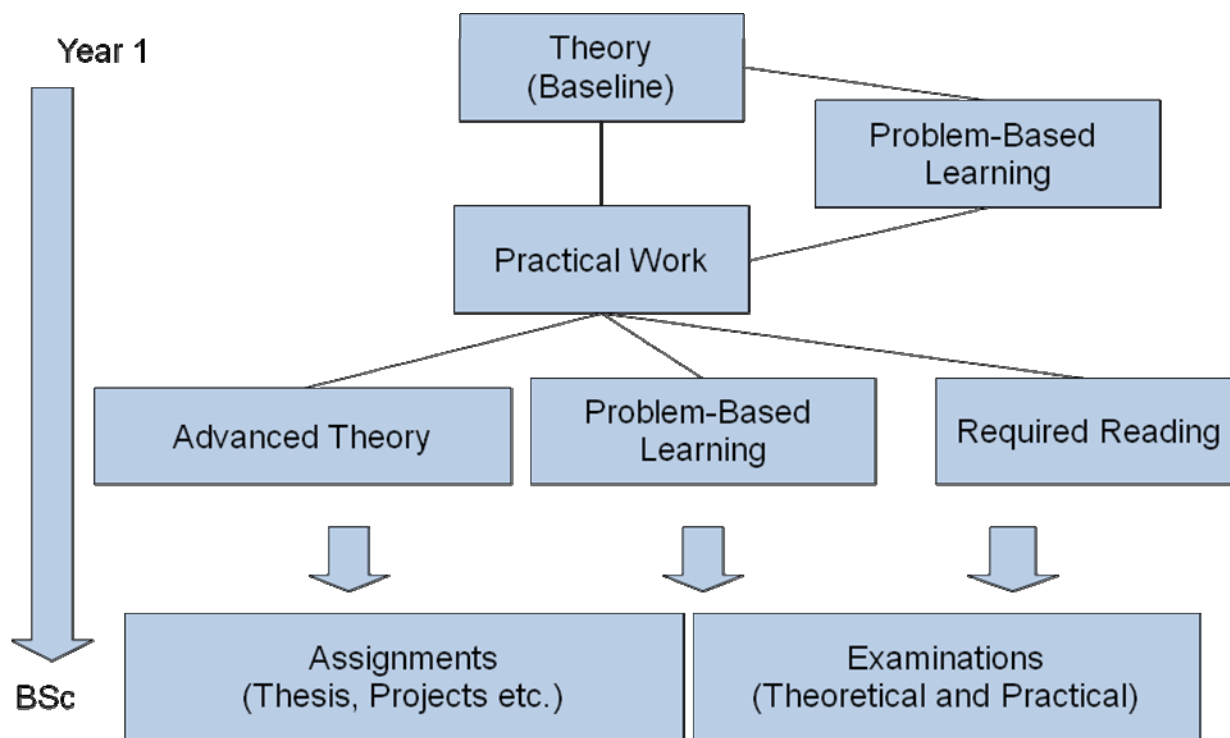 Year 1
Theory
(Baseline)
Problem-Based
Learning
Practical Work
Advanced Theory
Problem-Based
Learning
Required Reading
Assignments
(Thesis, Projects etc.)
Examinations
(Theoretical and Practical)
BSc